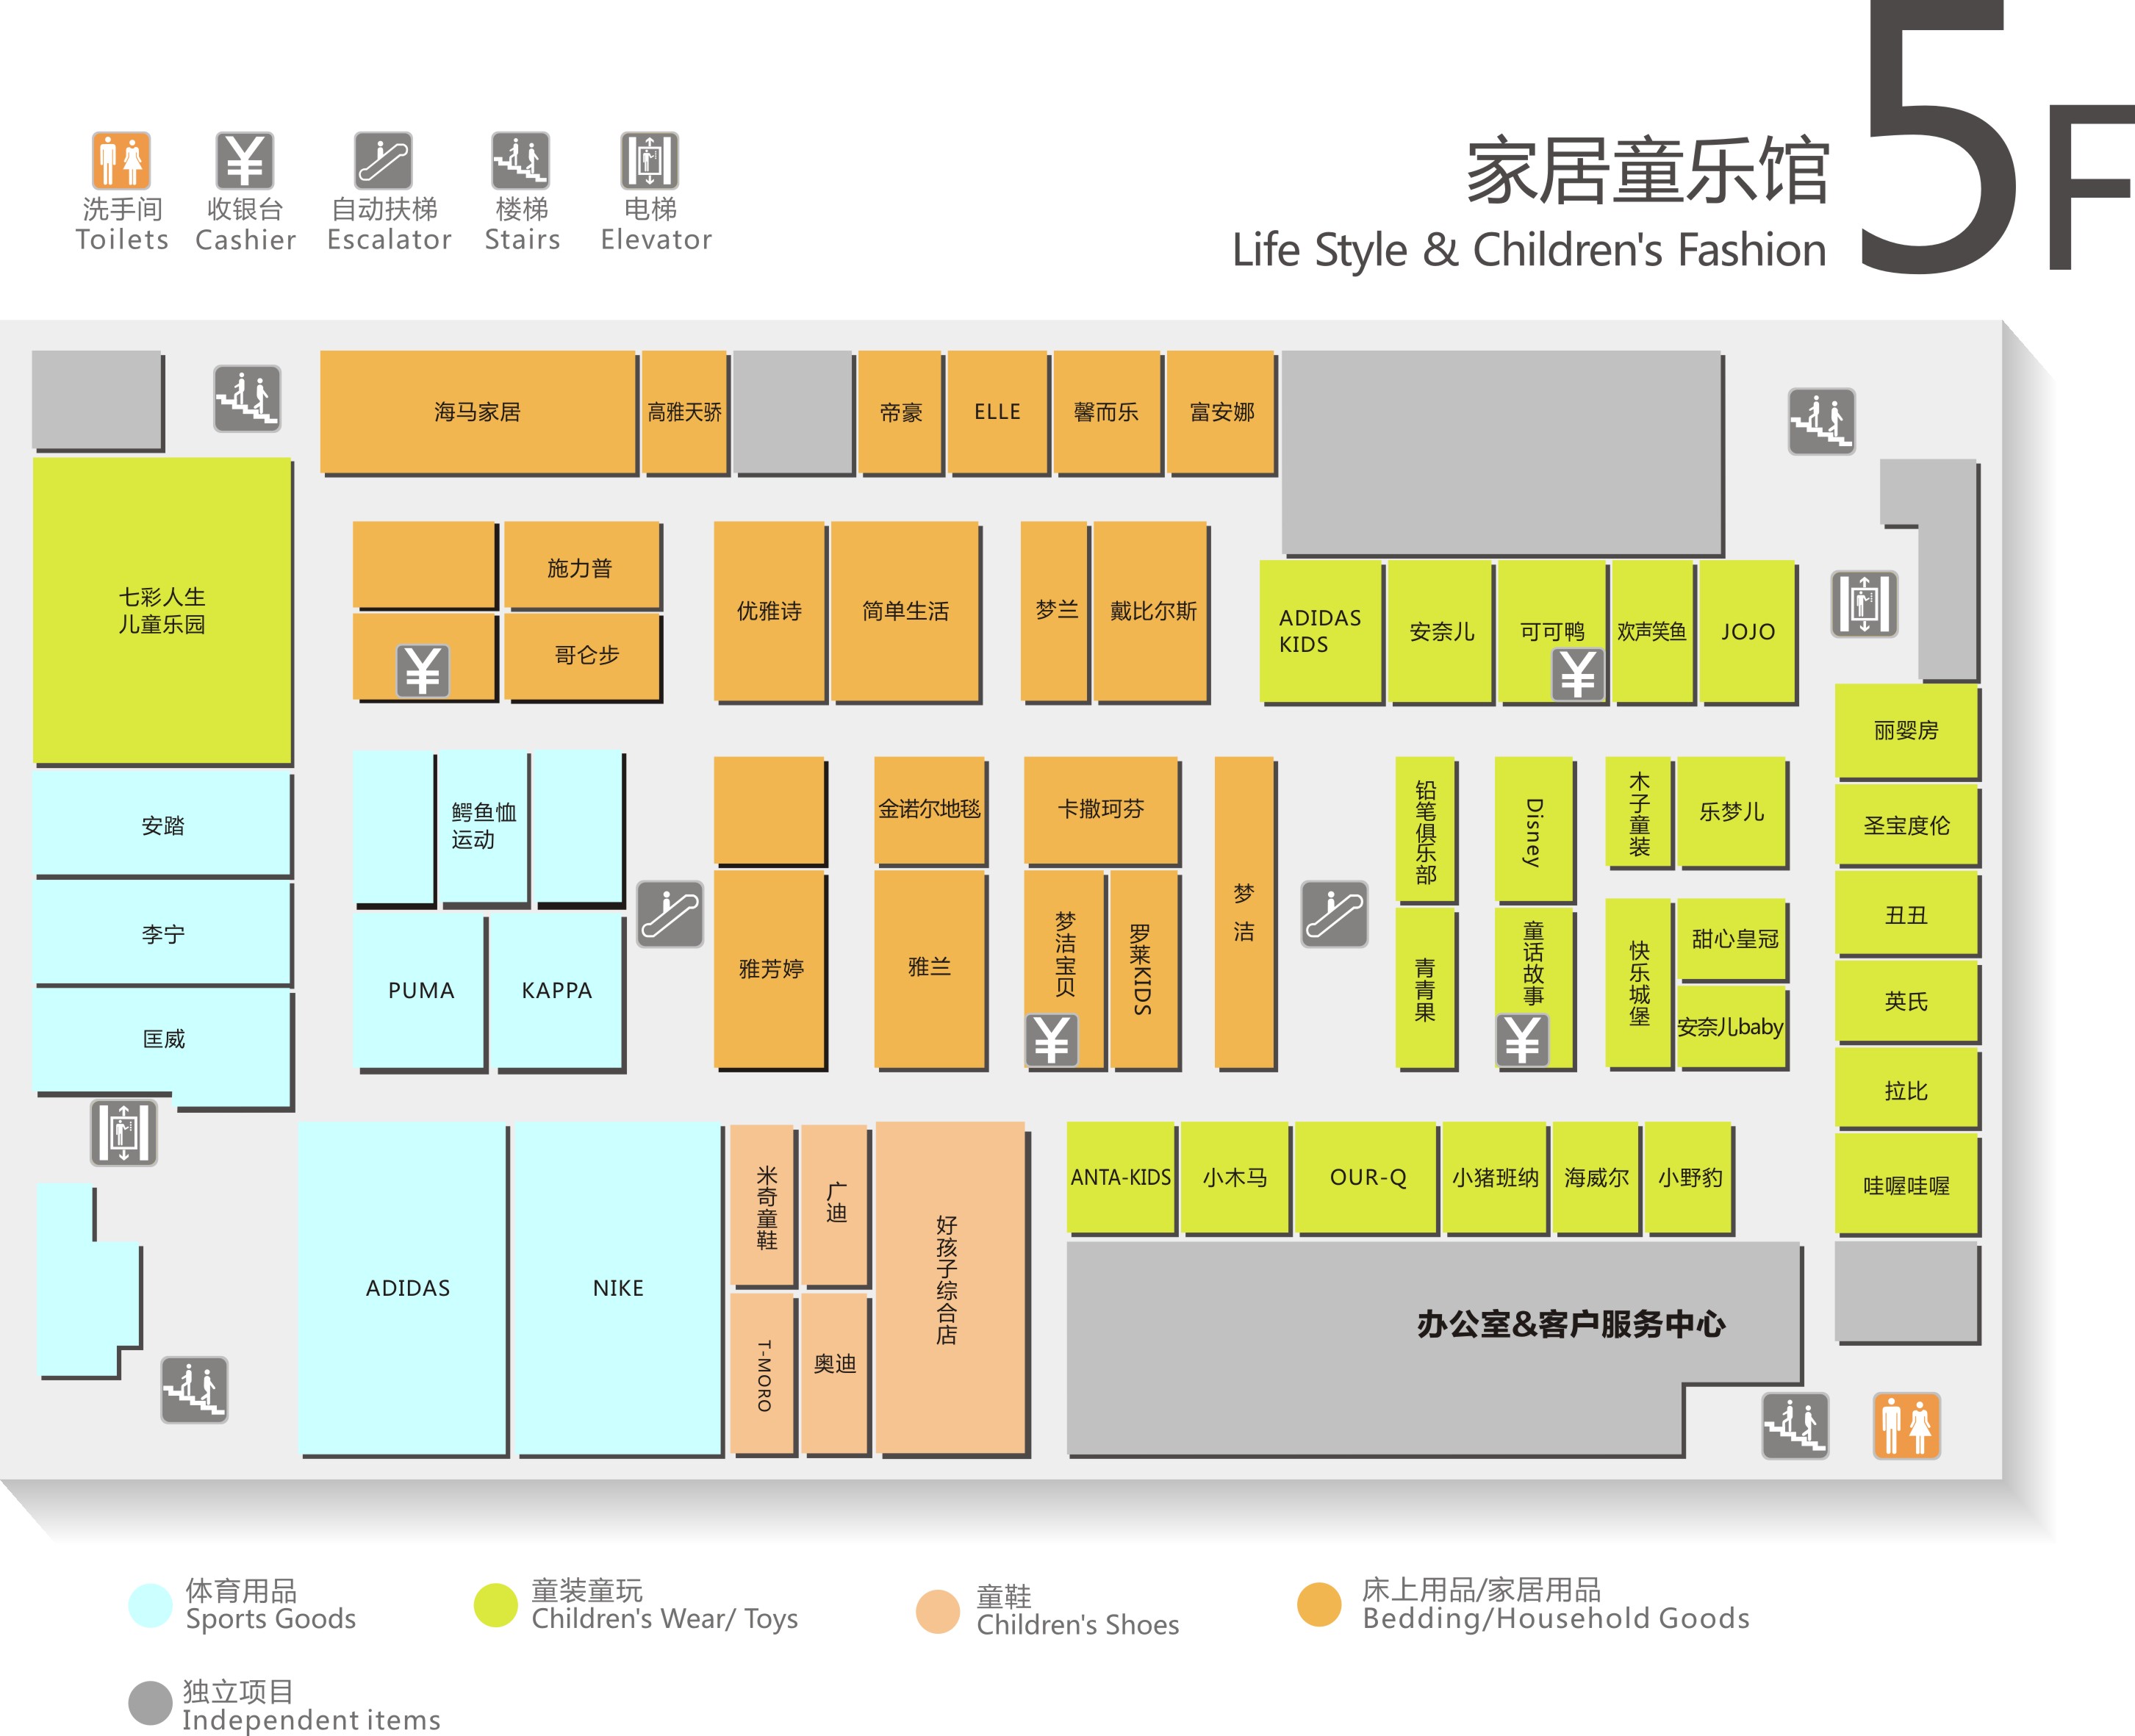 5F
家居童乐馆
Life Style & Children's Fashion
洗手间
Toilets
收银台
Cashier
自动扶梯
Escalator
楼梯
Stairs
电梯
Elevator
海马家居
高雅天骄
帝豪
ELLE
馨而乐
富安娜
七彩人生
儿童乐园
施力普
哥仑步
¥
优雅诗
简单生活
梦兰
戴比尔斯
ADIDAS
KIDS
安奈儿
可可鸭
¥
欢声笑鱼
JOJO
丽婴房
圣宝度伦
丑丑
英氏
拉比
哇喔哇喔
安踏
李宁
匡威
鳄鱼恤
运动
PUMA
KAPPA
雅芳婷
金诺尔地毯
雅兰
卡撒珂芬
梦洁宝贝
¥
罗莱KIDS
梦洁
铅笔俱乐部
青青果
Disney
童话故事
¥
木子童装
乐梦儿
快乐城堡
甜心皇冠
安奈儿baby
ADIDAS
NIKE
米奇童鞋
广迪
T-MORO
奥迪
好孩子综合店
ANTA-KIDS
小木马
OUR-Q
小猪班纳
海威尔
小野豹
办公室&客户服务中心
体育用品
Sports Goods
童装童玩
Children's Wear/ Toys
童鞋
Children's Shoes
床上用品/家居用品
Bedding/Household Goods
独立项目
Independent items